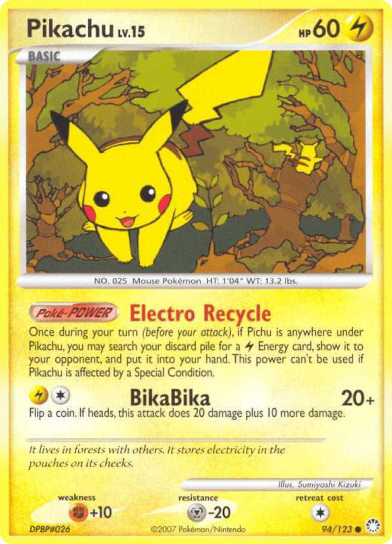 Pikachu LV.15 HP 60
BASIC
NO. 025 Mouse Pokémon HT: 1'04" WT: 13.2 lbs.
Poké-POWER Electro Recycle
Once during your turn (before your attack), if Pichu is anywhere under
Pikachu, you may search your discard pile for a Energy card, show it to
your opponent, and put it into your hand. This power can't be used if
Pikachu is affected by a Special Condition.
BikaBika 20+
Flip a coin. If heads, this attack does 20 damage plus 10 more damage.
It lives in forests with others. It stores electricity in the
pouches on its cheeks.
Illus. Sumiyoshi Kizuki
weakness resistance retreat cost
+10 -20
DPBP#026 ©2007 Pokémon/Nintendo 94/123